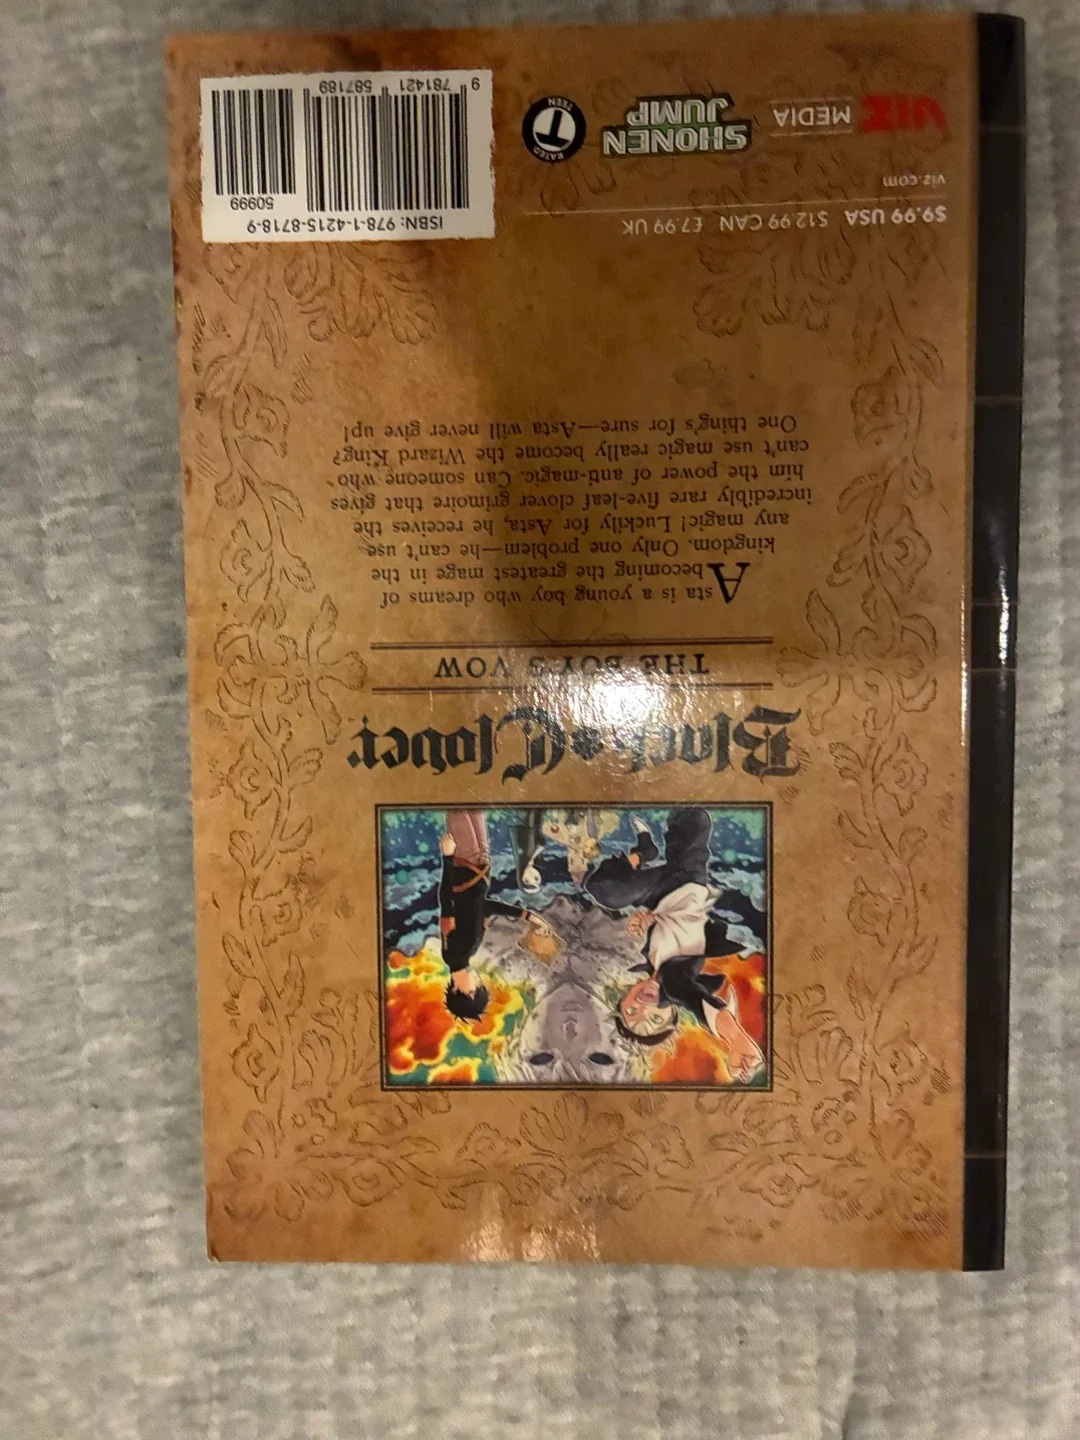 Black Clover
THE BOY'S VOW
Asta is a young boy who dreams of
becoming the greatest mage in the
kingdom. Only one problem—he can't use
any magic! Luckily for Asta, he receives the
incredibly rare five-leaf clover grimoire that gives
him the power of anti-magic. Can someone who
can't use magic really become the Wizard King?
One thing's for sure—Asta will never give up!
$9.99 USA $12.99 CAN £7.99 UK
viz.com
VIZ
MEDIA
SHONEN
JUMP
RATED
T
TEEN
ISBN: 978-1-4215-8718-9
50999
9 781421 587189